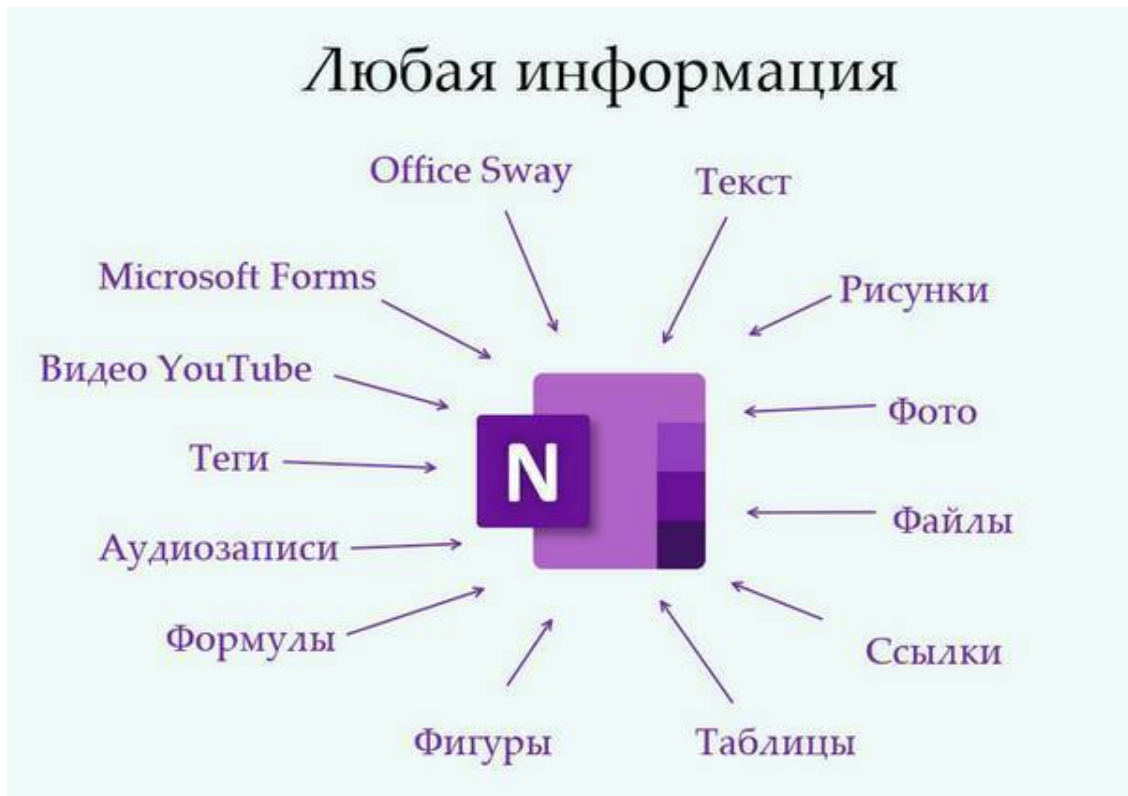 Любая информация
Office Sway
Текст
Microsoft Forms
Рисунки
Видео YouTube
Фото
Теги
N
Файлы
Аудиозаписи
Формулы
Ссылки
Фигуры
Таблицы